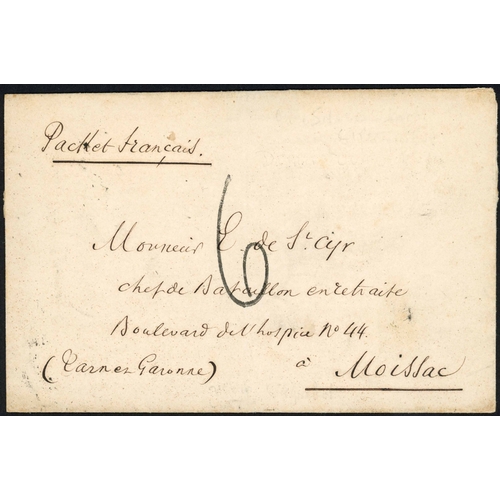 Packet français.
6
Monsieur E. de St. Cyr
chef de Bataillon en retraite
Boulevard de l'hospice No 44.
(Tarn et Garonne) à Moissac